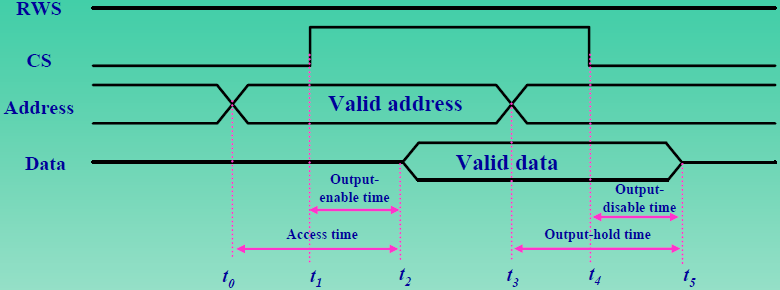 RWS
CS
Address
Valid address
Data
Valid data
Output-
enable time
Output-
disable time
Access time
Output-hold time
t0
t1
t2
t3
t4
t5